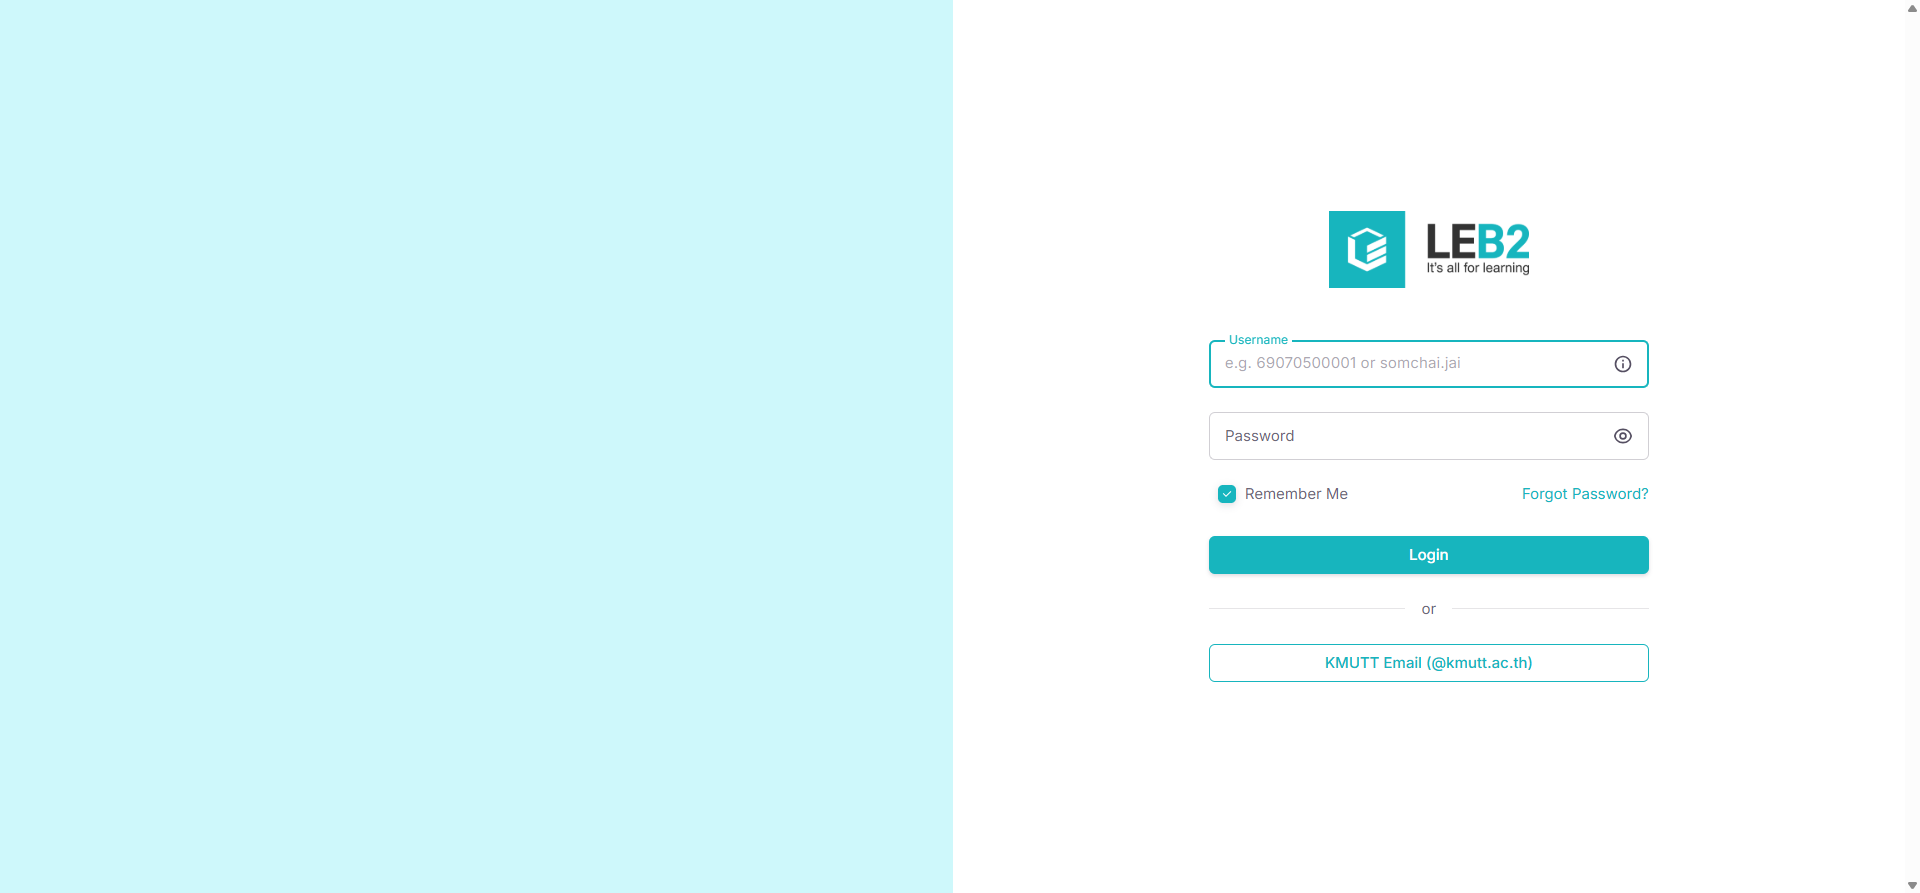 LEB2
It's all for learning
Username
e.g. 69070500001 or somchai.jai
Password
Remember Me
Forgot Password?
Login
or
KMUTT Email (@kmutt.ac.th)